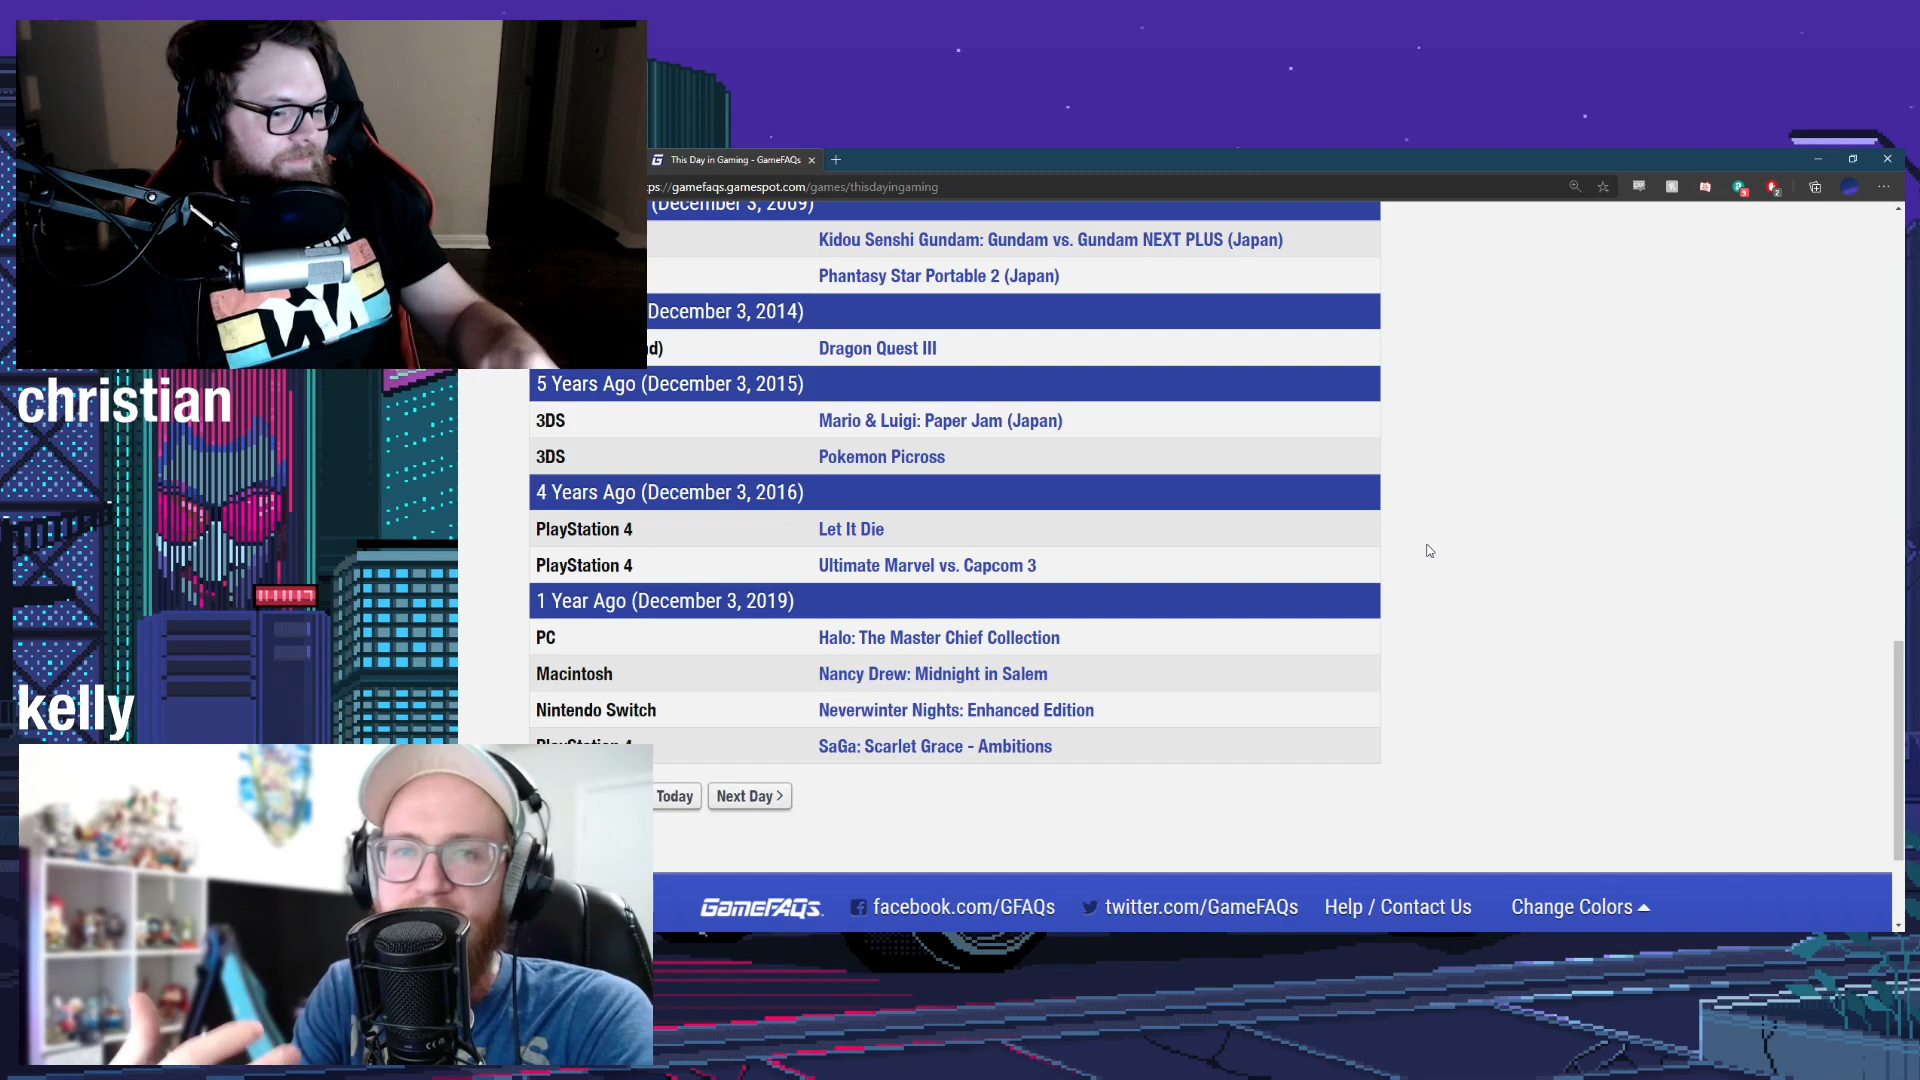 This Day in Gaming - GameFAQs
ps://gamefaqs.gamespot.com/games/thisdayingaming
(December 3, 2009)
Kidou Senshi Gundam: Gundam vs. Gundam NEXT PLUS (Japan)
Phantasy Star Portable 2 (Japan)
December 3, 2014)
d) Dragon Quest III
5 Years Ago (December 3, 2015)
christian
3DS Mario & Luigi: Paper Jam (Japan)
3DS Pokemon Picross
4 Years Ago (December 3, 2016)
PlayStation 4 Let It Die
PlayStation 4 Ultimate Marvel vs. Capcom 3
1 Year Ago (December 3, 2019)
PC Halo: The Master Chief Collection
Macintosh Nancy Drew: Midnight in Salem
kelly
Nintendo Switch Neverwinter Nights: Enhanced Edition
PlayStation 4 SaGa: Scarlet Grace - Ambitions
Today Next Day >
GameFAQs. facebook.com/GFAQs twitter.com/GameFAQs Help / Contact Us Change Colors